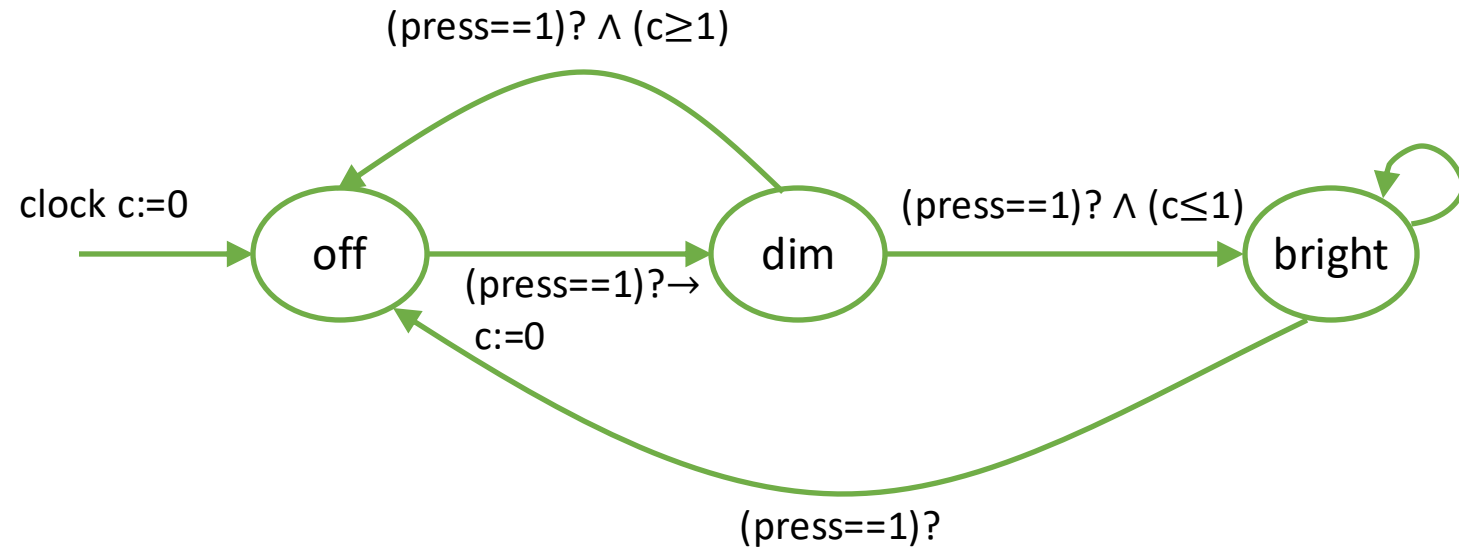 (press==1)? ∧ (c≥1)
clock c:=0
off
(press==1)?→
c:=0
dim
(press==1)? ∧ (c≤1)
bright
(press==1)?